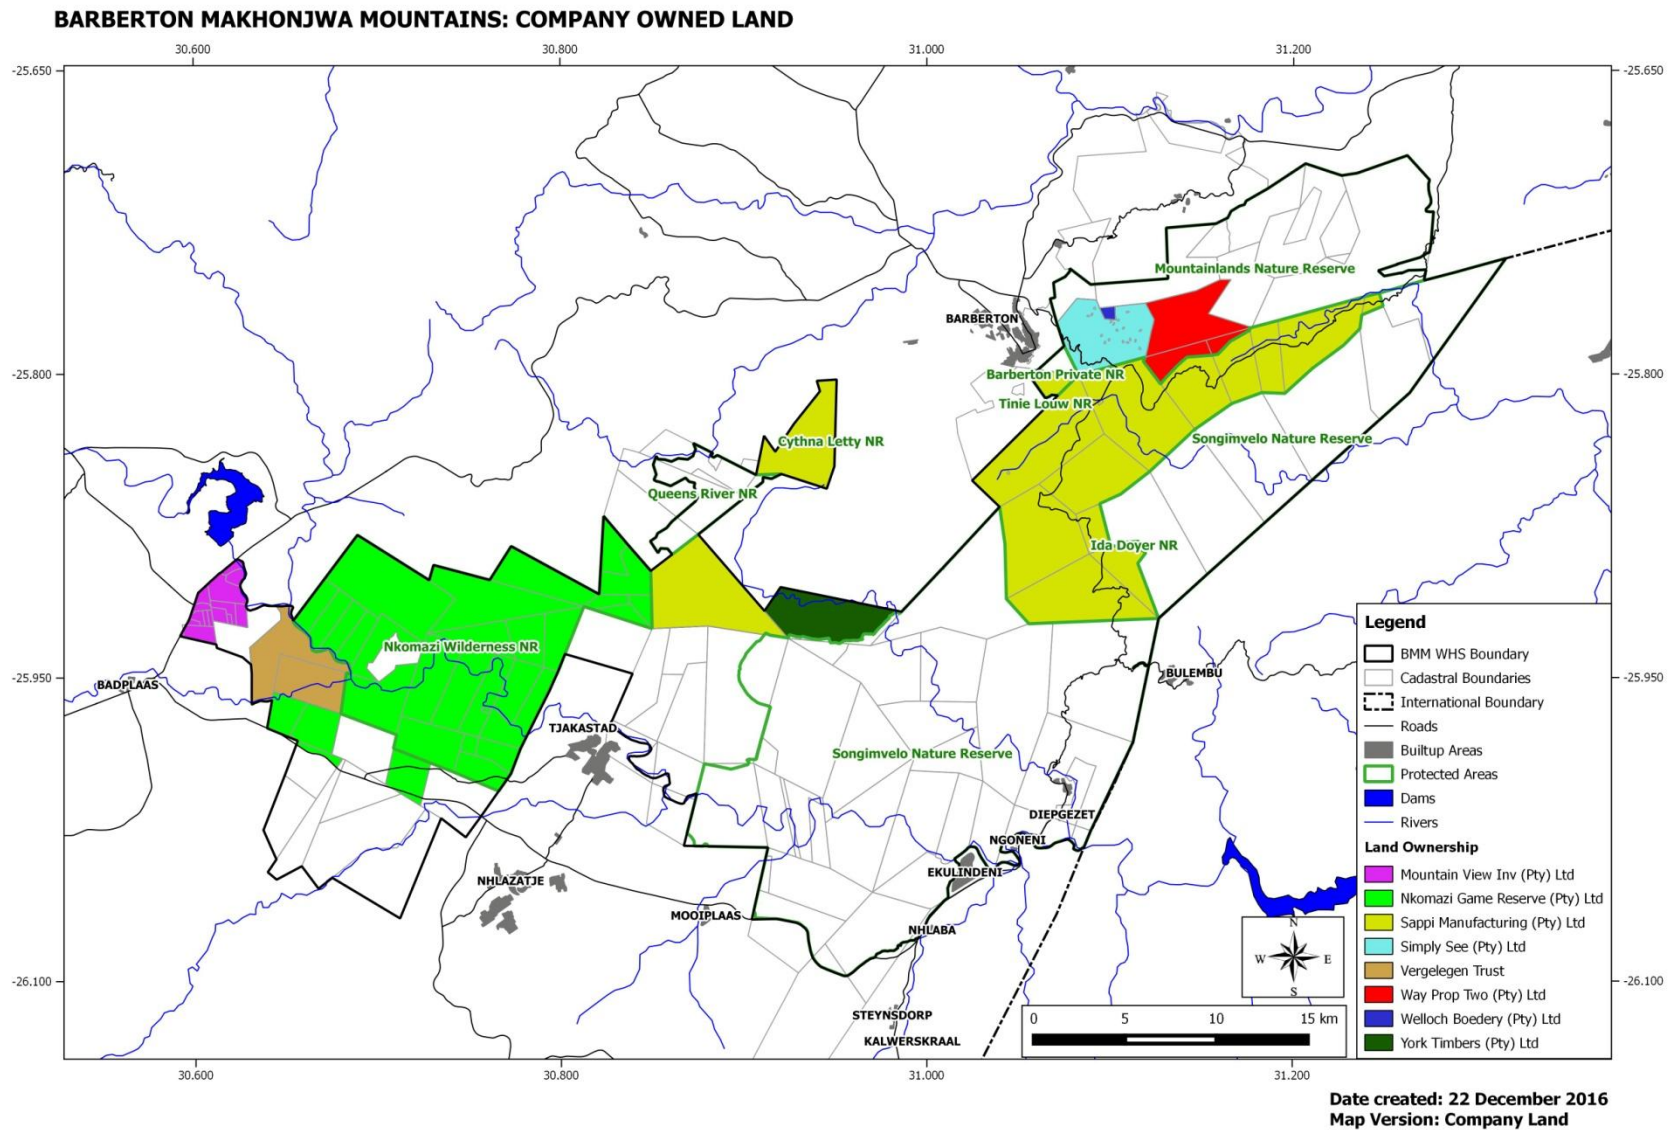 BARBERTON MAKHONJWA MOUNTAINS: COMPANY OWNED LAND
30.600
30.800
31.000
31.200
-25.650
-25.650
Mountainlands Nature Reserve
BARBERTON
-25.800
Barberton Private NR
-25.800
Tinie Louw NR
Cythna Letty NR
Songimvelo Nature Reserve
Queens River NR
Ida Doyer NR
Nkomazi Wilderness NR
BADPLAAS
-25.950
BULEMBU
-25.950
TJAKASTAD
Songimvelo Nature Reserve
DIEPGEZET
NGONENI
EKULINDENI
NHLAZATJE
MOOIPLAAS
NHLABA
-26.100
-26.100
STEYNSDORP
KALWERSKRAAL
Legend
BMM WHS Boundary
Cadastral Boundaries
International Boundary
Roads
Builtup Areas
Protected Areas
Dams
Rivers
Land Ownership
Mountain View Inv (Pty) Ltd
Nkomazi Game Reserve (Pty) Ltd
Sappi Manufacturing (Pty) Ltd
Simply See (Pty) Ltd
Vergelegen Trust
Way Prop Two (Pty) Ltd
Welloch Boedery (Pty) Ltd
York Timbers (Pty) Ltd
N
W E
S
0 5 10 15 km
30.600
30.800
31.000
31.200
Date created: 22 December 2016
Map Version: Company Land